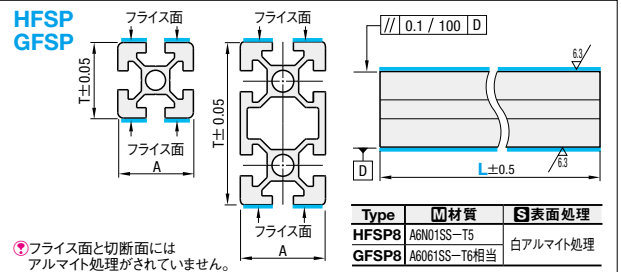 HFSP
GFSP
フライス面
T±0.05
フライス面
A
フライス面
T±0.05
フライス面
A
// 0.1 / 100 D
6.3
6.3
D
L±0.5
Type M材質 S表面処理
HFSP8 A6N01SS−T5 白アルマイト処理
GFSP8 A6061SS−T6相当
フライス面と切断面には
アルマイト処理がされていません。